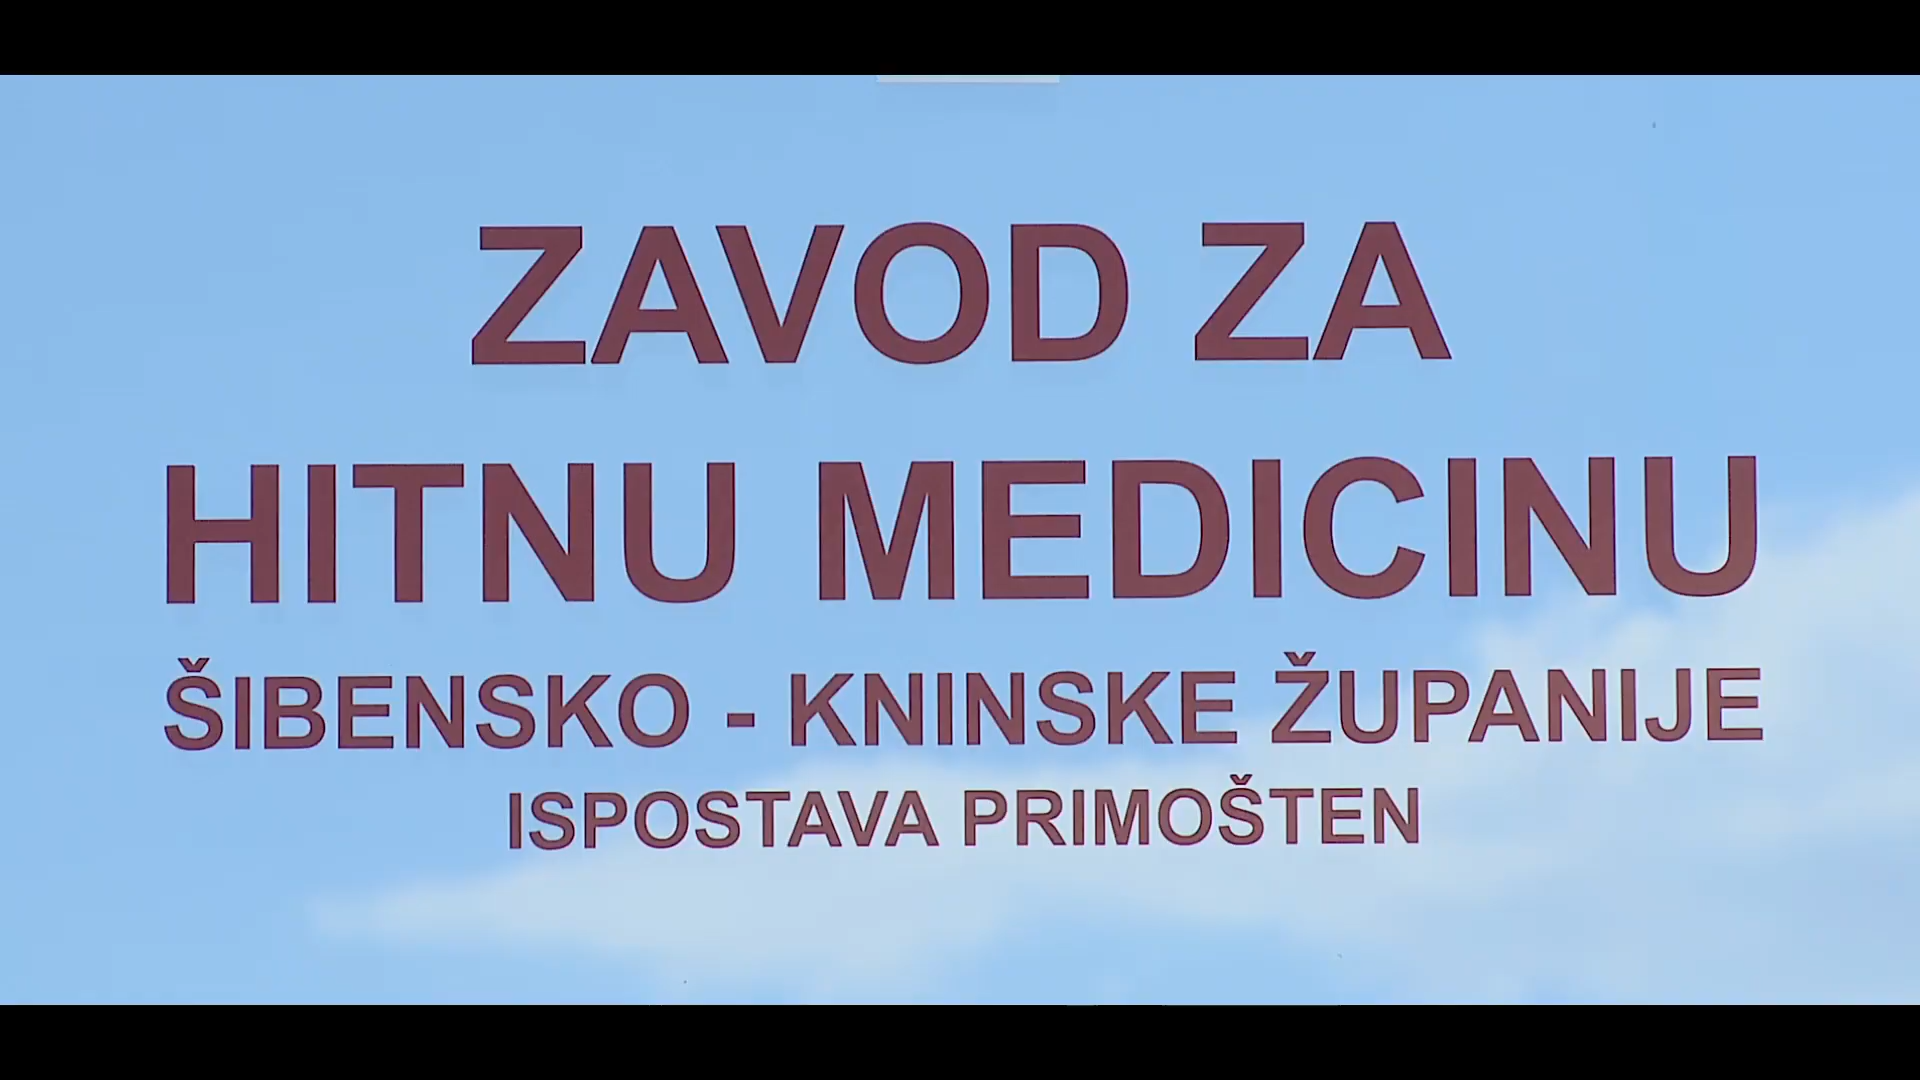 ZAVOD ZA
HITNU MEDICINU
ŠIBENSKO - KNINSKE ŽUPANIJE
ISPOSTAVA PRIMOŠTEN